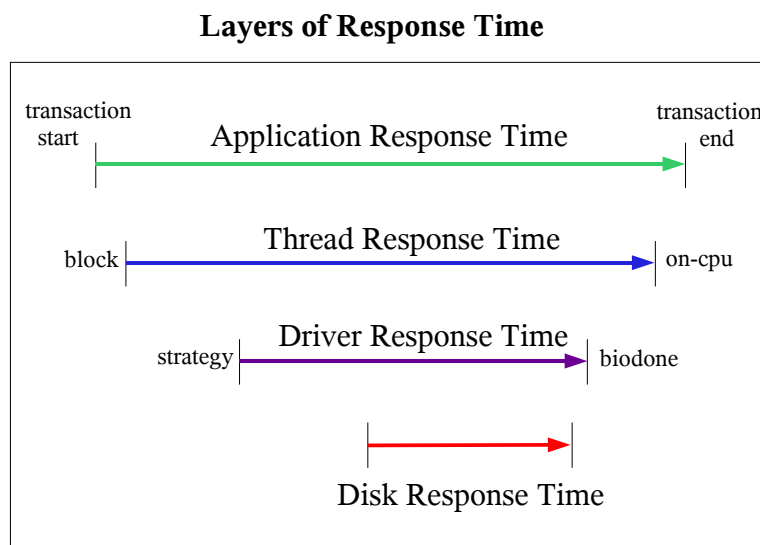 Layers of Response Time
transaction
start
Application Response Time
transaction
end
block
Thread Response Time
on-cpu
strategy
Driver Response Time
biodone
Disk Response Time